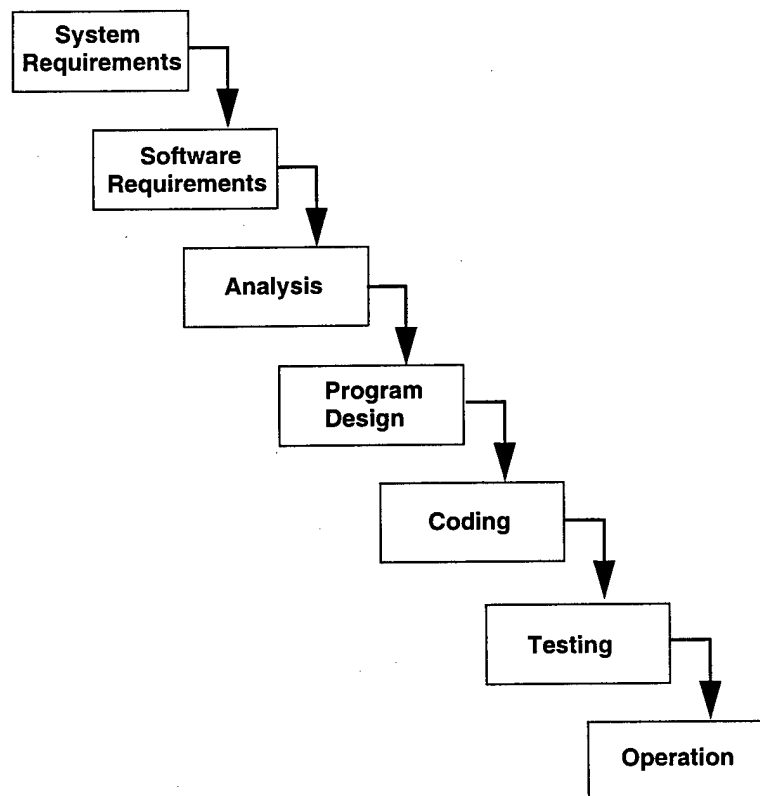 System
Requirements
Software
Requirements
Analysis
Program
Design
Coding
Testing
Operation